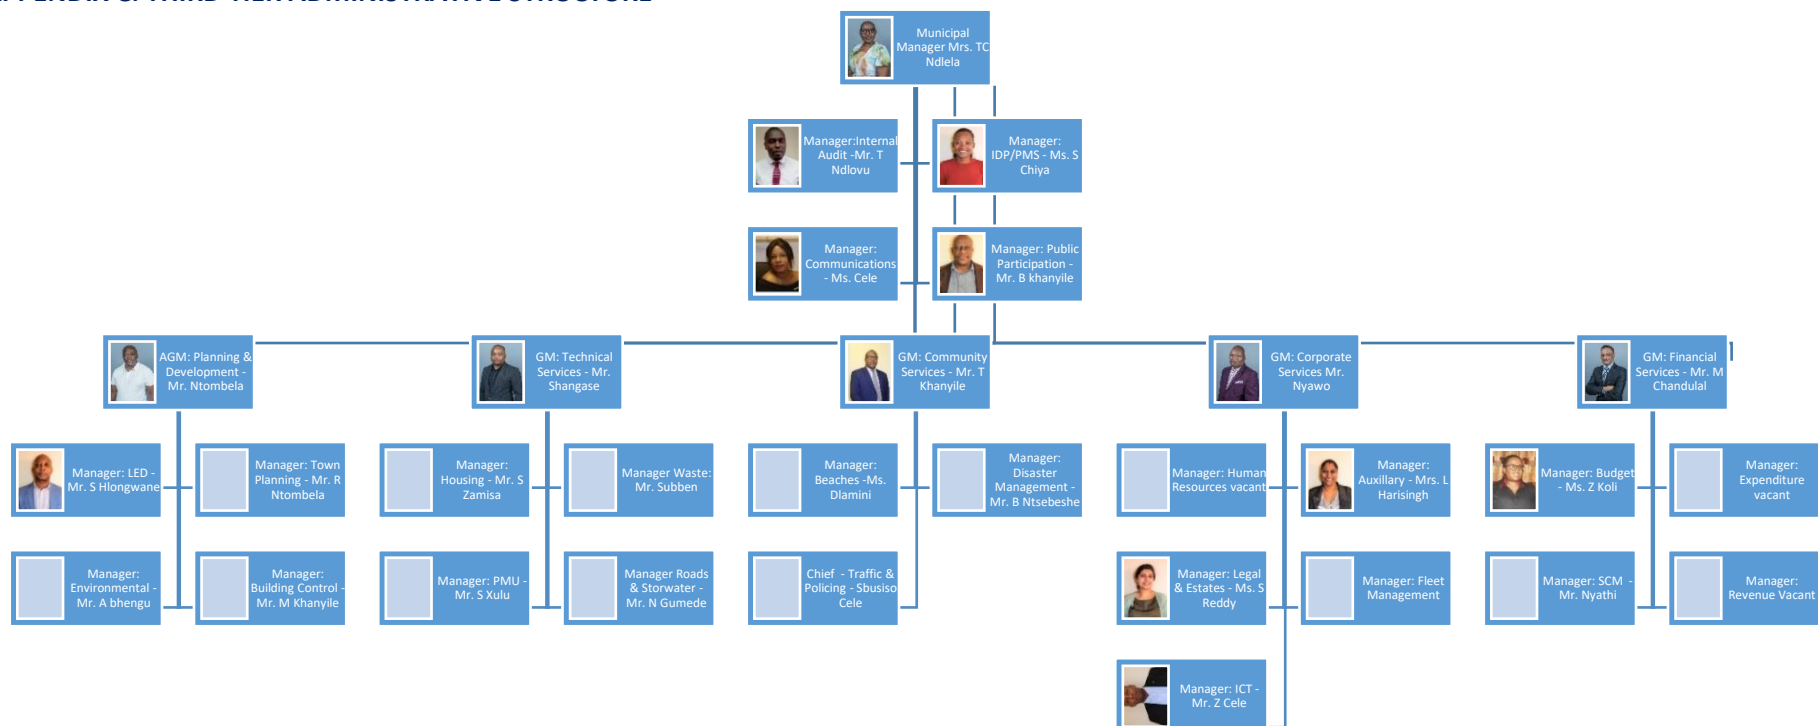 Municipal
Manager Mrs. TC
Ndlela
Manager:Internal
Audit -Mr. T
Ndlovu
Manager:
IDP/PMS - Ms. S
Chiya
Manager:
Communications
- Ms. Cele
Manager: Public
Participation -
Mr. B khanyile
AGM: Planning &
Development -
Mr. Ntombela
GM: Technical
Services - Mr.
Shangase
GM: Community
Services - Mr. T
Khanyile
GM: Corporate
Services Mr.
Nyawo
GM: Financial
Services - Mr. M
Chandulal
Manager: LED -
Mr. S Hlongwane
Manager: Town
Planning - Mr. R
Ntombela
Manager:
Housing - Mr. S
Zamisa
Manager Waste:
Mr. Subben
Manager:
Beaches -Ms.
Dlamini
Manager:
Disaster
Management -
Mr. B Ntsebeshe
Manager: Human
Resources vacant
Manager:
Auxillary - Mrs. L
Harisingh
Manager: Budget
- Ms. Z Koli
Manager:
Expenditure
vacant
Manager:
Environmental -
Mr. A bhengu
Manager:
Building Control -
Mr. M Khanyile
Manager: PMU -
Mr. S Xulu
Manager Roads
& Storwater -
Mr. N Gumede
Chief - Traffic &
Policing - Sbusiso
Cele
Manager: Legal
& Estates - Ms. S
Reddy
Manager: Fleet
Management
Manager: SCM -
Mr. Nyathi
Manager:
Revenue Vacant
Manager: ICT -
Mr. Z Cele